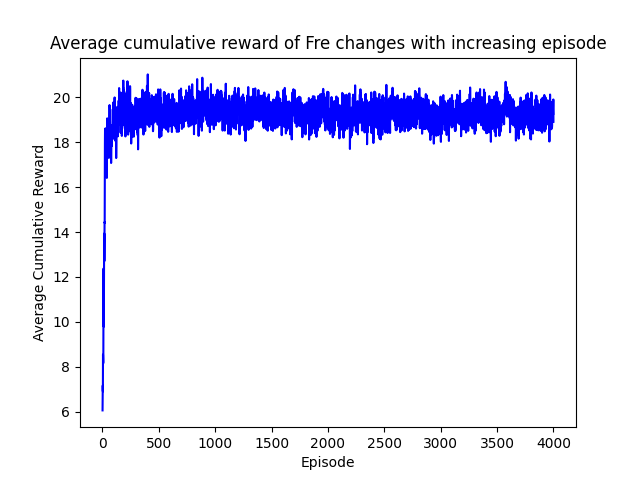 Average cumulative reward of Fre changes with increasing episode
20
18
16
14
12
10
8
6
Average Cumulative Reward
0 500 1000 1500 2000 2500 3000 3500 4000
Episode